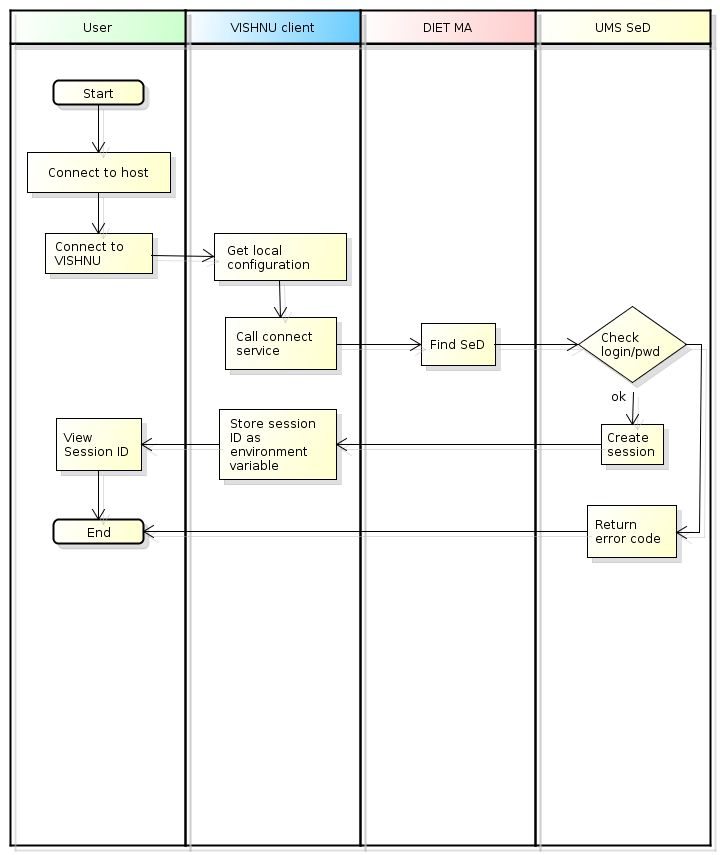 User
VISHNU client
DIET MA
UMS SeD
Start
Connect to host
Connect to
VISHNU
Get local
configuration
Call connect
service
Find SeD
Check
login/pwd
ok
Create
session
Store session
ID as
environment
variable
View
Session ID
Return
error code
End